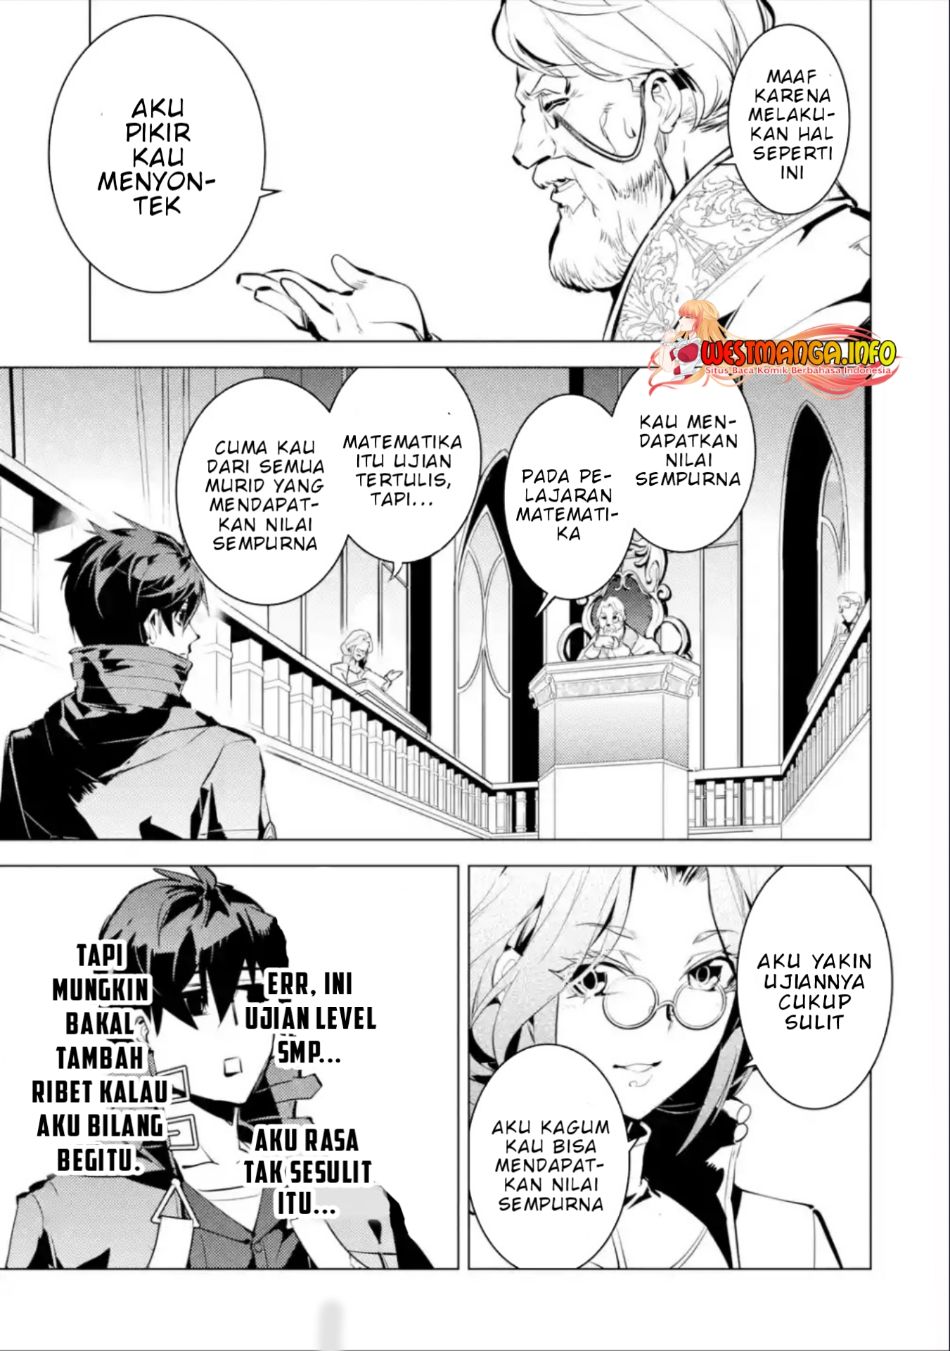 MAAF
KARENA
MELAKU-
KAN HAL
SEPERTI
INI
AKU
PIKIR
KAU
MENYON-
TEK
WESTMANGA.INFO
Situs Baca Komik Berbahasa Indonesia
KAU MEN-
DAPATKAN
NILAI
SEMPURNA
PADA PE-
LAJARAN
MATEMATI-
KA
MATEMATIKA
ITU UJIAN
TERTULIS,
TAPI...
CUMA KAU
DARI SEMUA
MURID YANG
MENDAPAT-
KAN NILAI
SEMPURNA
AKU YAKIN
UJIANNYA
CUKUP
SULIT
AKU KAGUM
KAU BISA
MENDAPAT-
KAN NILAI
SEMPURNA
ERR, INI
UJIAN LEVEL
SMP...
AKU RASA
TAK SESULIT
ITU...
TAPI
MUNGKIN
BAKAL
TAMBAH
RIBET KALAU
AKU BILANG
BEGITU.